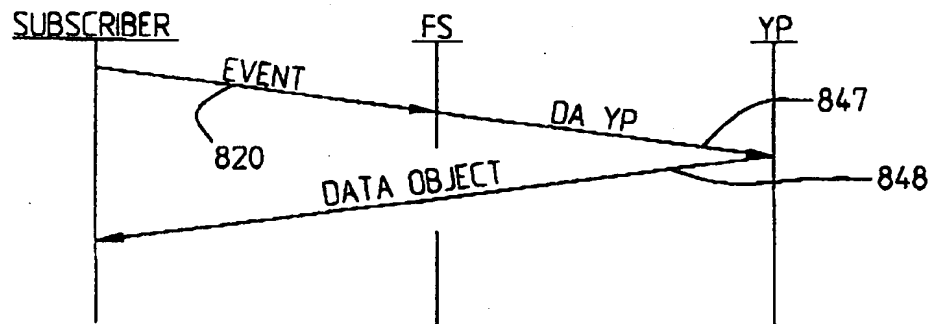 SUBSCRIBER FS YP
EVENT
DA YP
847
820
DATA OBJECT
848